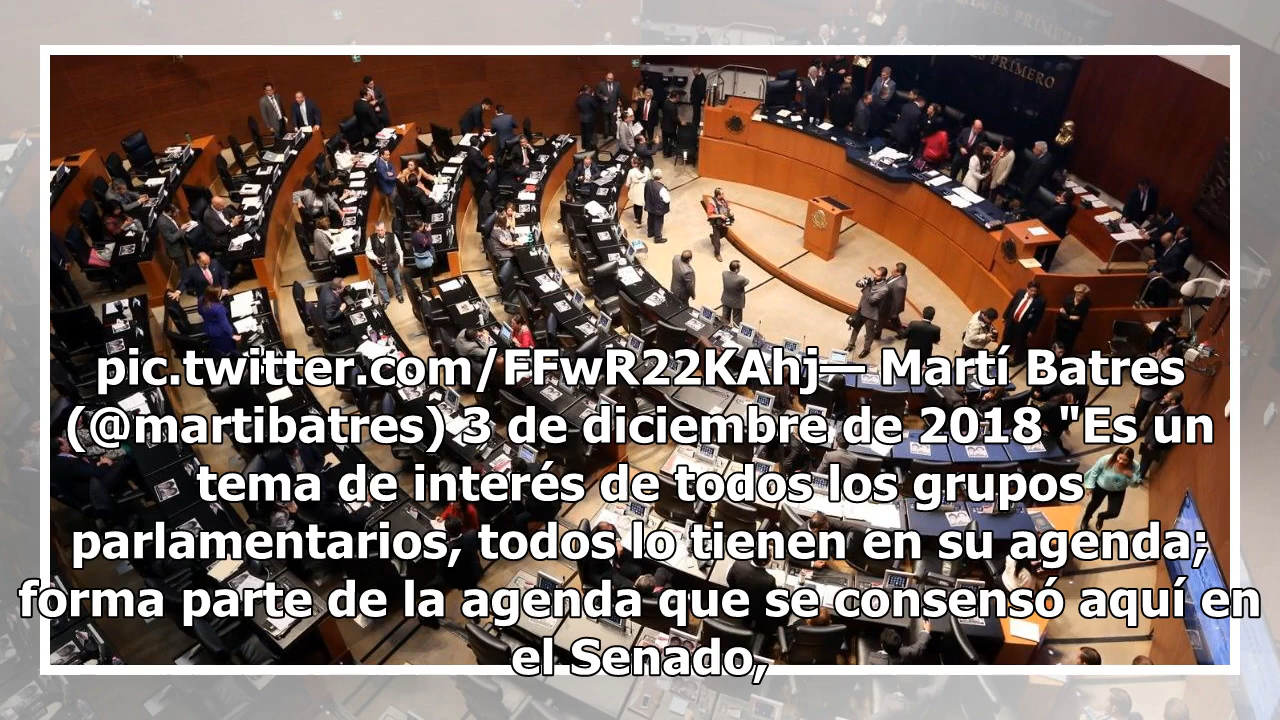 ES PRIMERO
pic.twitter.com/FFwR22KAhj— Martí Batres
(@martibatres) 3 de diciembre de 2018 "Es un
tema de interés de todos los grupos
parlamentarios, todos lo tienen en su agenda;
forma parte de la agenda que se consensó aquí en
el Senado,